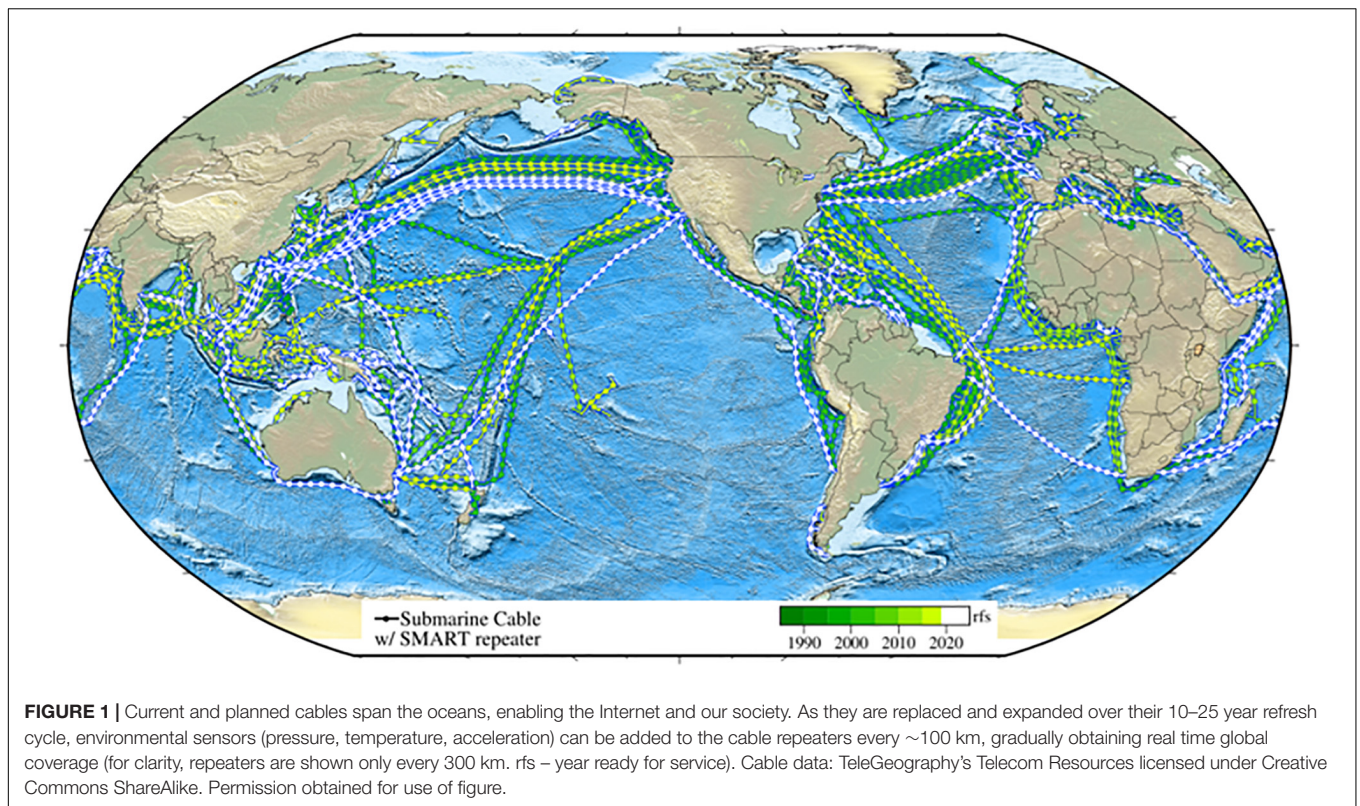 Submarine Cable
w/ SMART repeater
rfs
1990 2000 2010 2020
FIGURE 1 | Current and planned cables span the oceans, enabling the Internet and our society. As they are replaced and expanded over their 10–25 year refresh
cycle, environmental sensors (pressure, temperature, acceleration) can be added to the cable repeaters every ∼100 km, gradually obtaining real time global
coverage (for clarity, repeaters are shown only every 300 km. rfs – year ready for service). Cable data: TeleGeography's Telecom Resources licensed under Creative
Commons ShareAlike. Permission obtained for use of figure.